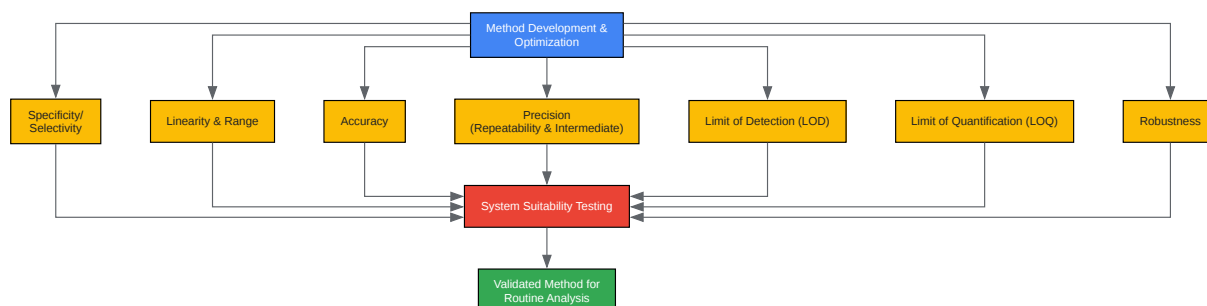 Method Development &
Optimization
Specificity/
Selectivity
Linearity & Range
Accuracy
Precision
(Repeatability & Intermediate)
Limit of Detection (LOD)
Limit of Quantification (LOQ)
Robustness
System Suitability Testing
Validated Method for
Routine Analysis